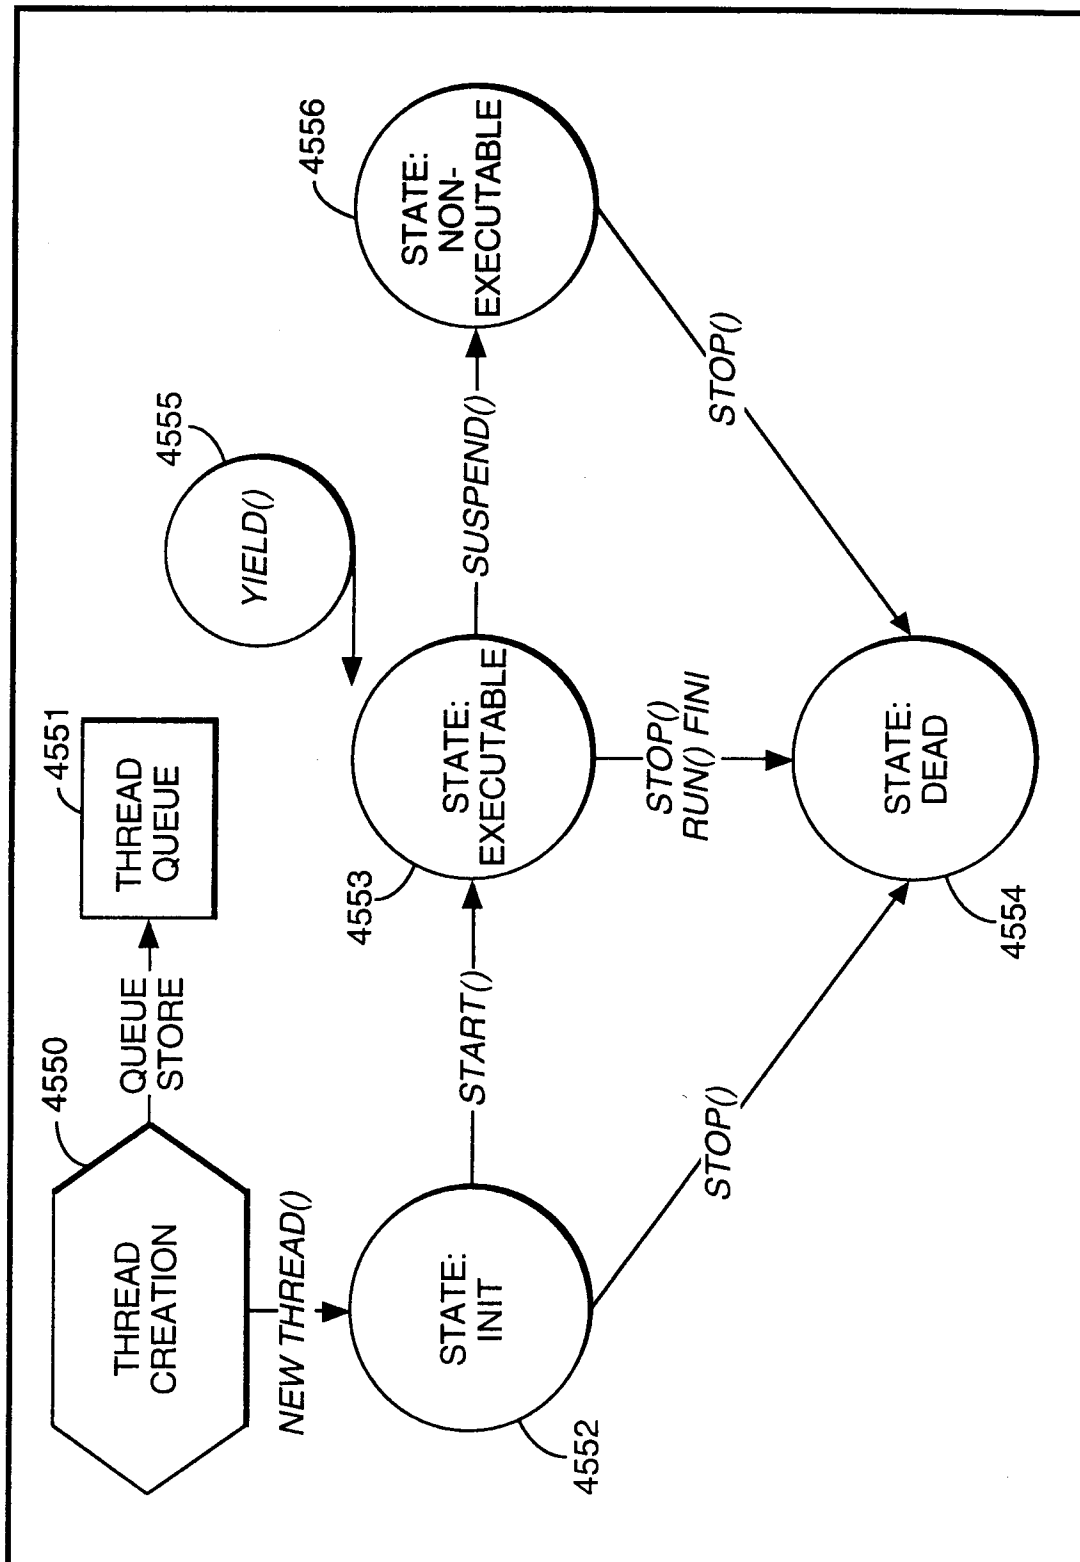 4550
THREAD
CREATION
QUEUE
STORE
4551
THREAD
QUEUE
NEW THREAD()
4555
YIELD()
4552
STATE:
INIT
START()
4553
STATE:
EXECUTABLE
SUSPEND()
4556
STATE:
NON-
EXECUTABLE
STOP()
STOP()
RUN() FINI
STOP()
4554
STATE:
DEAD